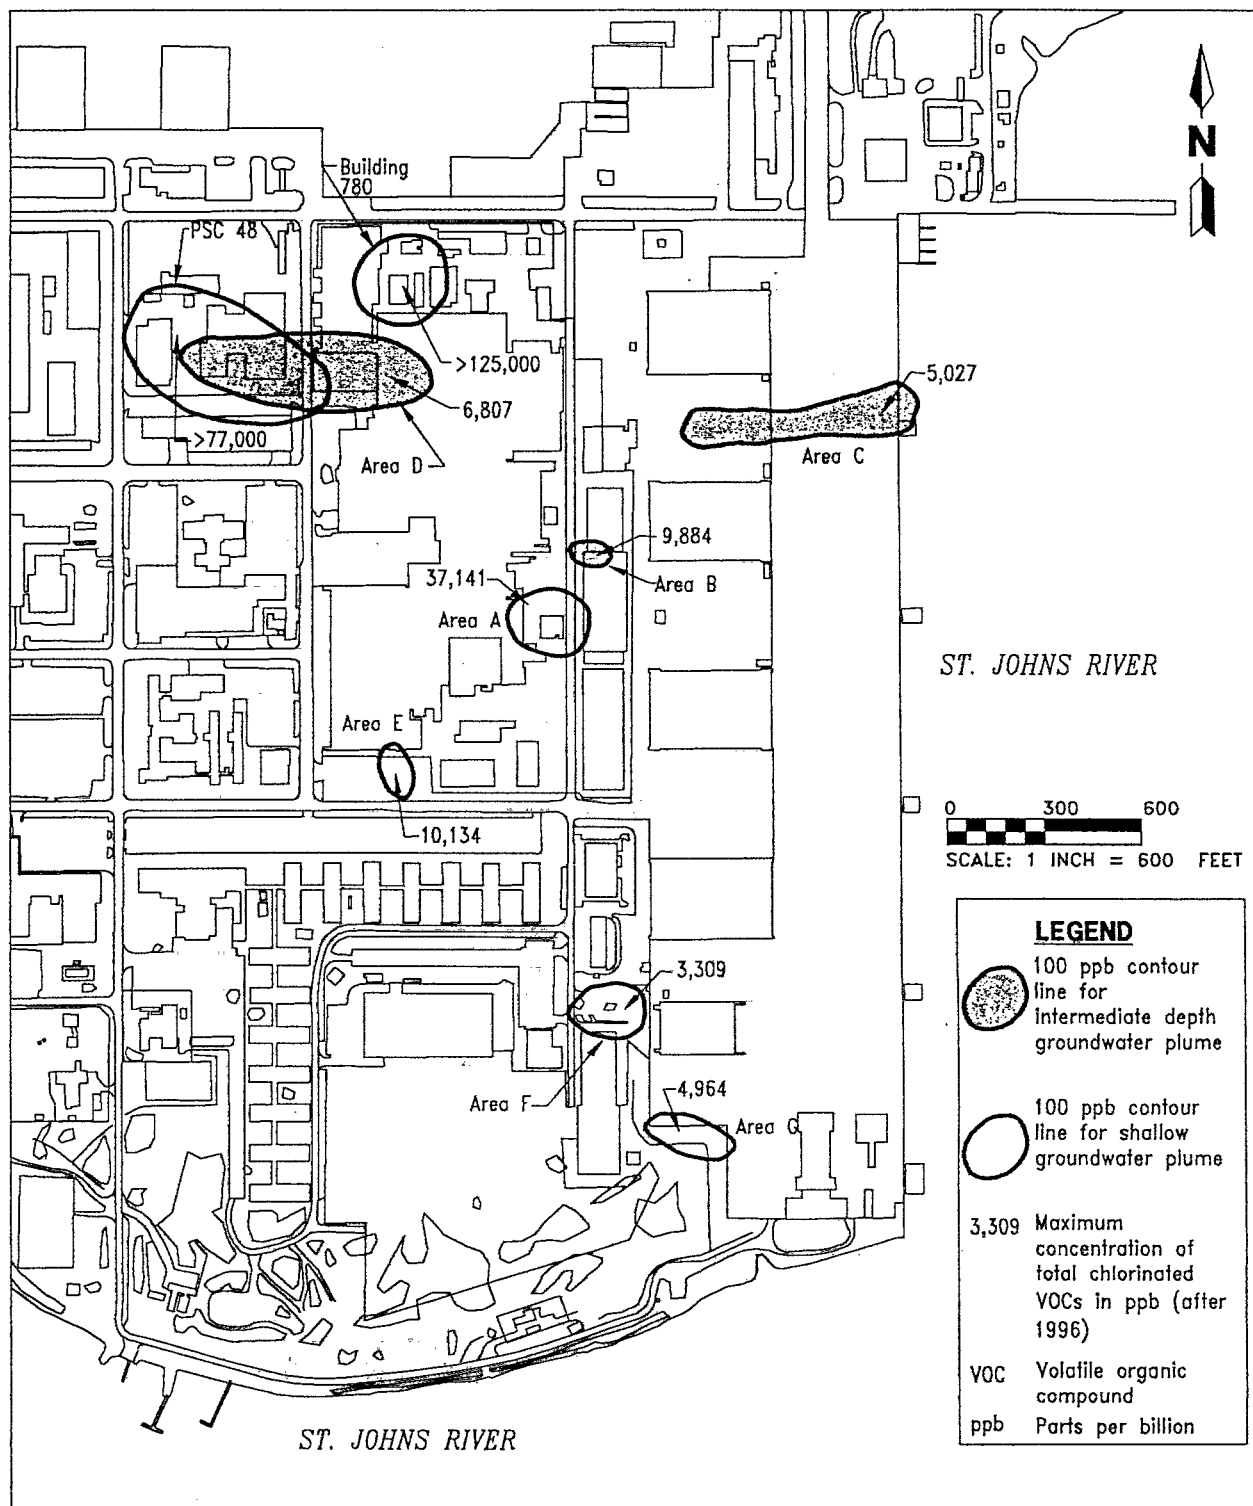 Building
780
N
PSC 48
>125,000
5,027
6,807
>77,000
Area D
Area C
9,884
37,141
Area B
Area A
ST. JOHNS RIVER
Area E
0 300 600
10,134
SCALE: 1 INCH = 600 FEET
LEGEND
100 ppb contour
line for
intermediate depth
groundwater plume
3,309
4,964
Area F
Area G
100 ppb contour
line for shallow
groundwater plume
3,309 Maximum
concentration of
total chlorinated
VOCs in ppb (after
1996)
VOC Volatile organic
compound
ppb Parts per billion
ST. JOHNS RIVER